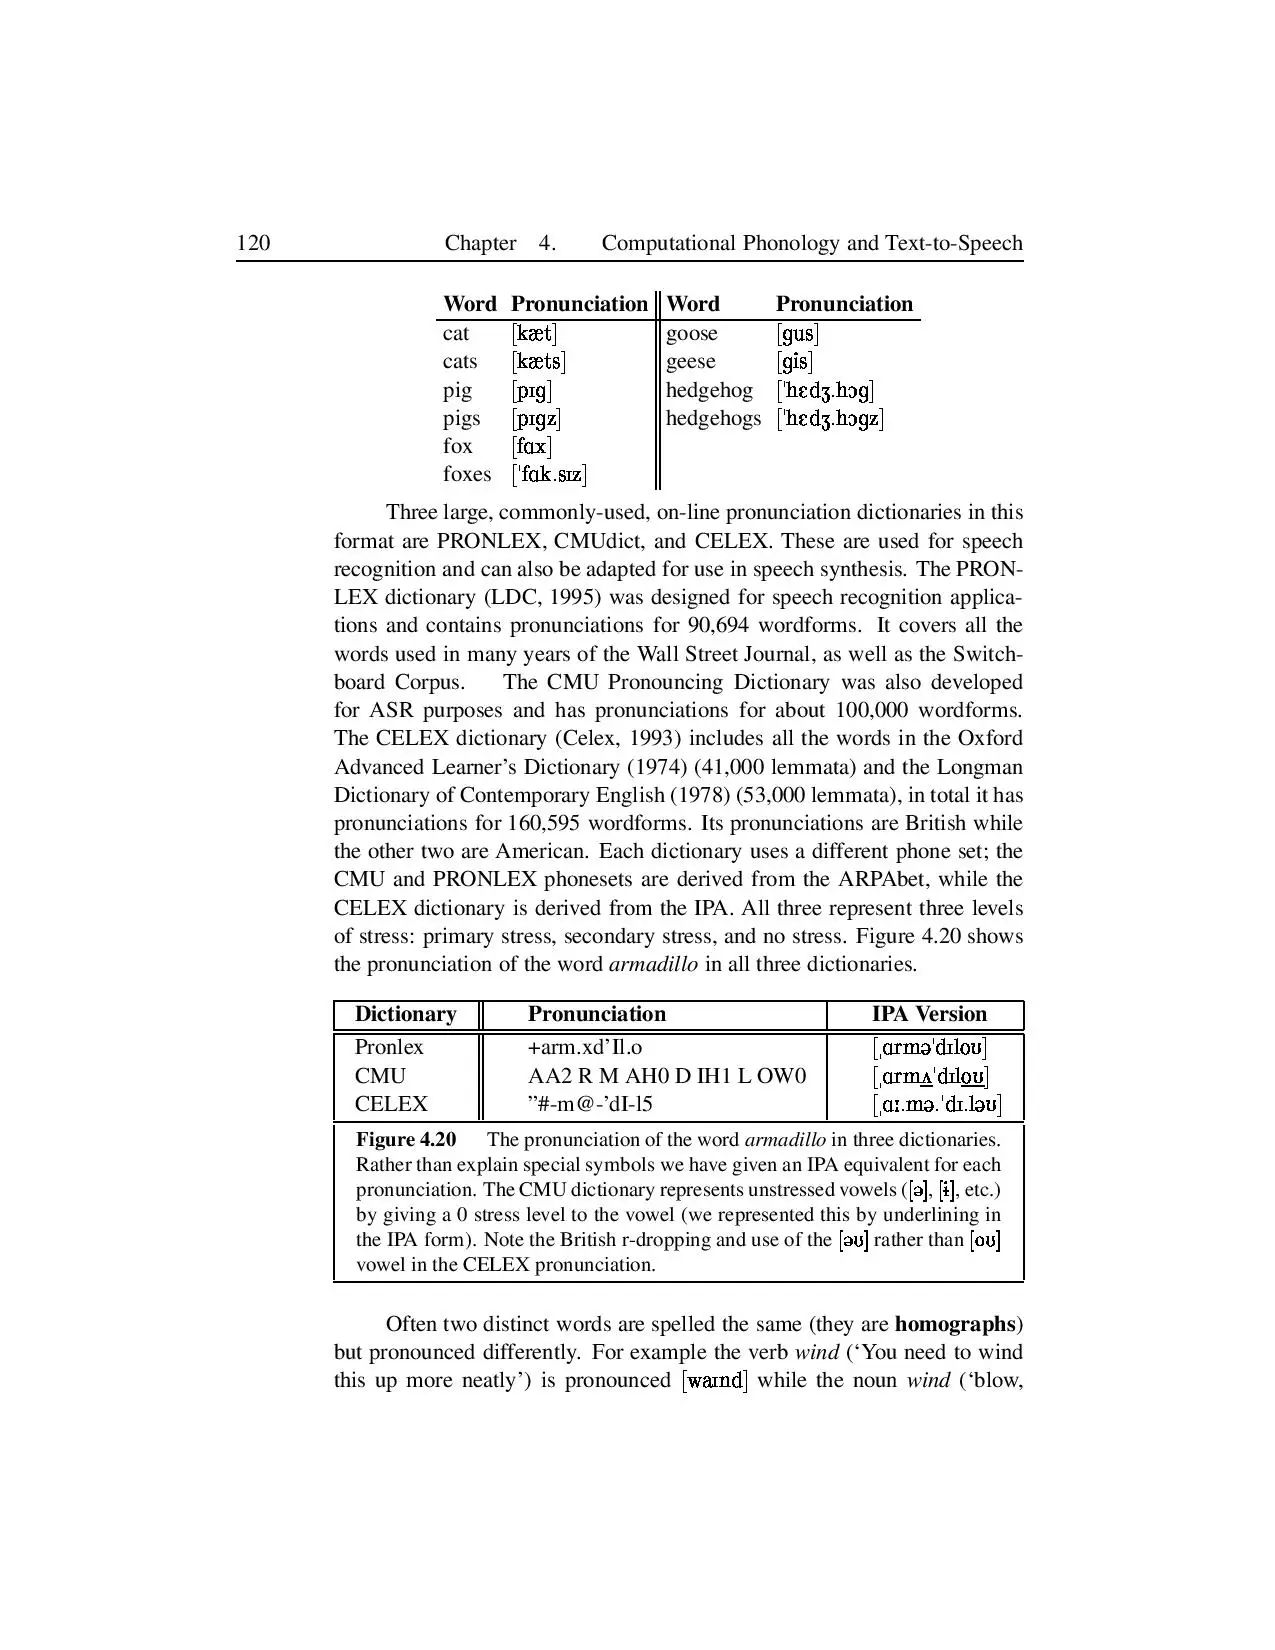 120 Chapter 4. Computational Phonology and Text-to-Speech
Word Pronunciation Word Pronunciation
cat [kæt] goose [gus]
cats [kæts] geese [gis]
pig [pɪg] hedgehog [ˈhɛdʒ.hɔg]
pigs [pɪgz] hedgehogs [ˈhɛdʒ.hɔgz]
fox [fɑx]
foxes [ˈfɑk.sɪz]
Three large, commonly-used, on-line pronunciation dictionaries in this
format are PRONLEX, CMUdict, and CELEX. These are used for speech
recognition and can also be adapted for use in speech synthesis. The PRON-
LEX dictionary (LDC, 1995) was designed for speech recognition applica-
tions and contains pronunciations for 90,694 wordforms. It covers all the
words used in many years of the Wall Street Journal, as well as the Switch-
board Corpus. The CMU Pronouncing Dictionary was also developed
for ASR purposes and has pronunciations for about 100,000 wordforms.
The CELEX dictionary (Celex, 1993) includes all the words in the Oxford
Advanced Learner's Dictionary (1974) (41,000 lemmata) and the Longman
Dictionary of Contemporary English (1978) (53,000 lemmata), in total it has
pronunciations for 160,595 wordforms. Its pronunciations are British while
the other two are American. Each dictionary uses a different phone set; the
CMU and PRONLEX phonesets are derived from the ARPAbet, while the
CELEX dictionary is derived from the IPA. All three represent three levels
of stress: primary stress, secondary stress, and no stress. Figure 4.20 shows
the pronunciation of the word armadillo in all three dictionaries.
Dictionary Pronunciation IPA Version
Pronlex +arm.xd’Il.o [ˌɑrməˈdɪloʊ]
CMU AA2 R M AH0 D IH1 L OW0 [ˌɑrmʌˈdɪloʊ]
CELEX ”#-m@-’dI-l5 [ˌɑɪ.mə.ˈdɪ.ləʊ]
Figure 4.20 The pronunciation of the word armadillo in three dictionaries.
Rather than explain special symbols we have given an IPA equivalent for each
pronunciation. The CMU dictionary represents unstressed vowels ([ə], [ɨ], etc.)
by giving a 0 stress level to the vowel (we represented this by underlining in
the IPA form). Note the British r-dropping and use of the [əʊ] rather than [oʊ]
vowel in the CELEX pronunciation.
Often two distinct words are spelled the same (they are homographs)
but pronounced differently. For example the verb wind (‘You need to wind
this up more neatly’) is pronounced [waɪnd] while the noun wind (‘blow,